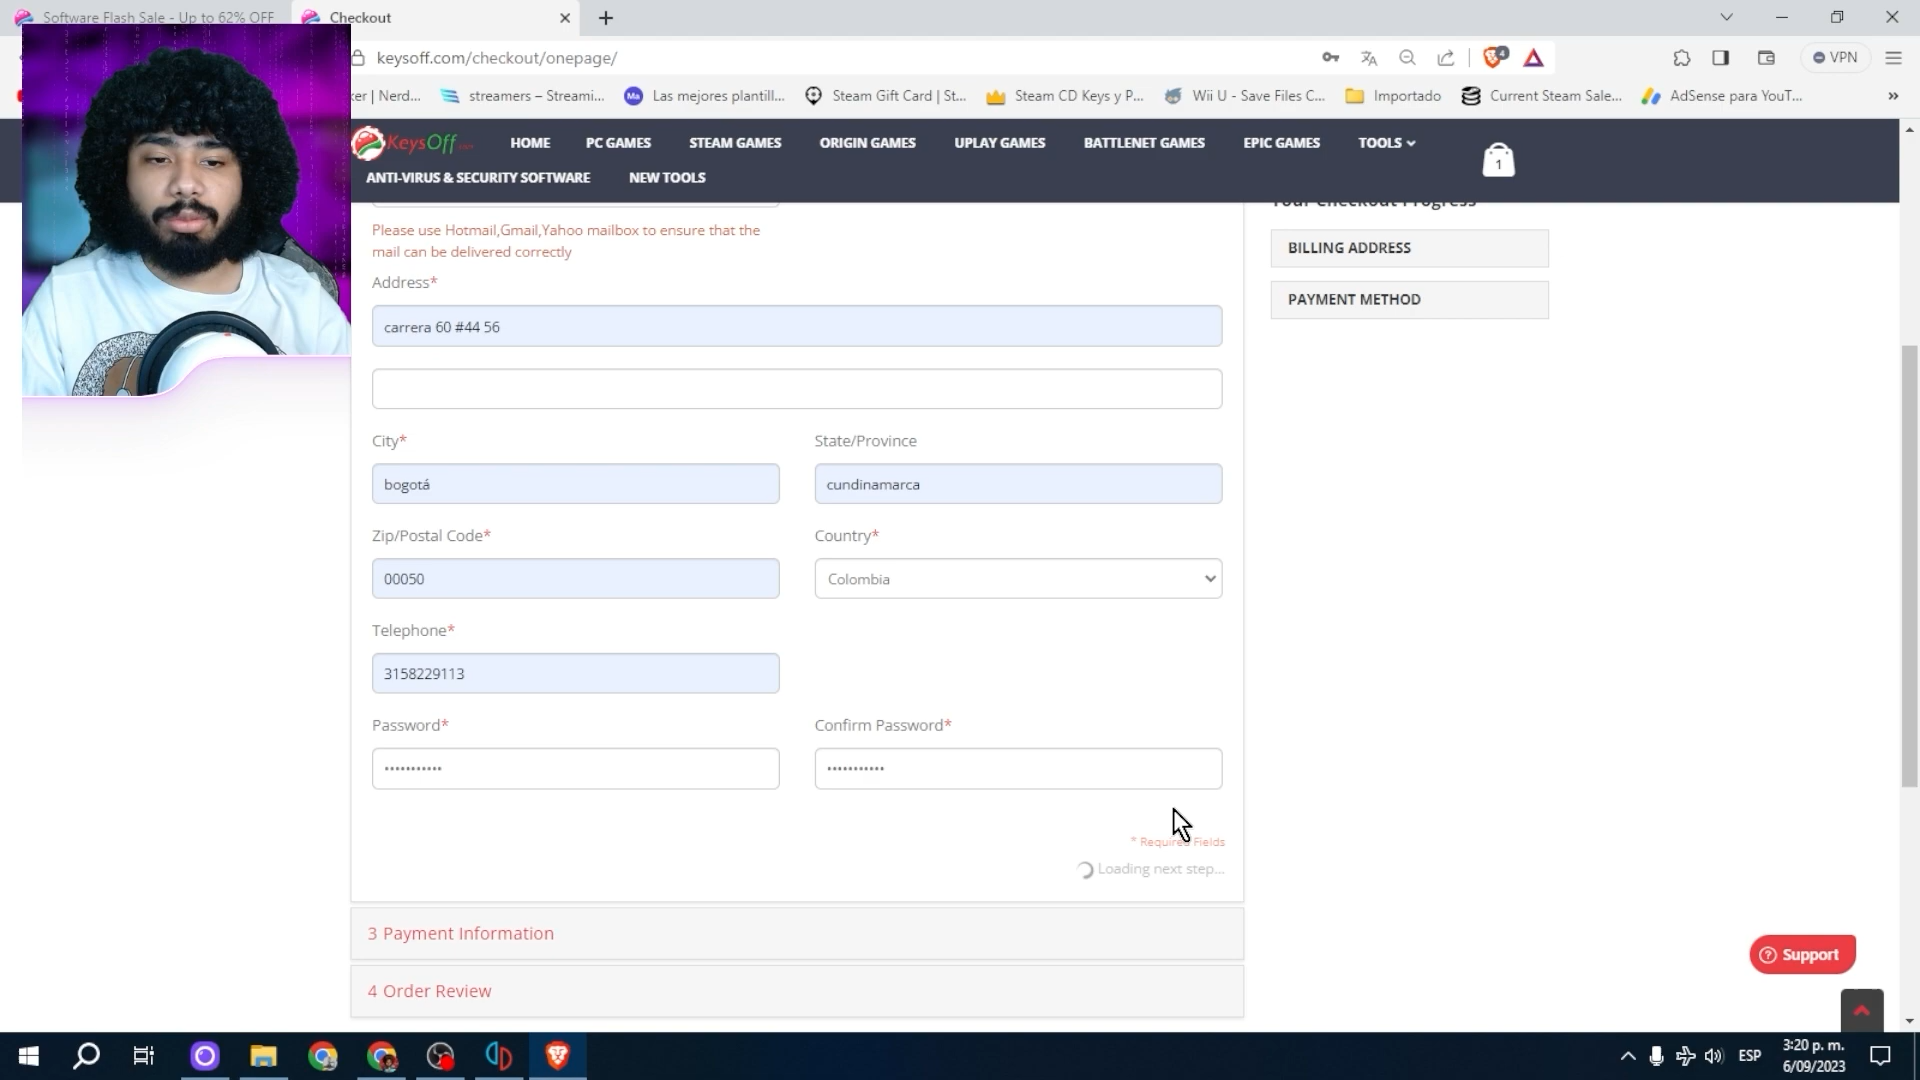 Software Flash Sale - Up to 62% OFF
Checkout
keysoff.com/checkout/onepage/
4
VPN
ker | Nerd...
streamers – Streami...
Ma
Las mejores plantill...
Steam Gift Card | St...
Steam CD Keys y P...
Wii U - Save Files C...
Importado
Current Steam Sale...
AdSense para YouT...
»
KeysOff
HOME
PC GAMES
STEAM GAMES
ORIGIN GAMES
UPLAY GAMES
BATTLENET GAMES
EPIC GAMES
TOOLS
1
ANTI-VIRUS & SECURITY SOFTWARE
NEW TOOLS
Your Checkout Progress
Please use Hotmail,Gmail,Yahoo mailbox to ensure that the
mail can be delivered correctly
BILLING ADDRESS
Address*
PAYMENT METHOD
carrera 60 #44 56
City*
State/Province
bogotá
cundinamarca
Zip/Postal Code*
Country*
00050
Colombia
Telephone*
3158229113
Password*
Confirm Password*
•••••••••••
•••••••••••
* Required Fields
Loading next step...
3 Payment Information
Support
4 Order Review
ESP
3:20 p. m.
6/09/2023